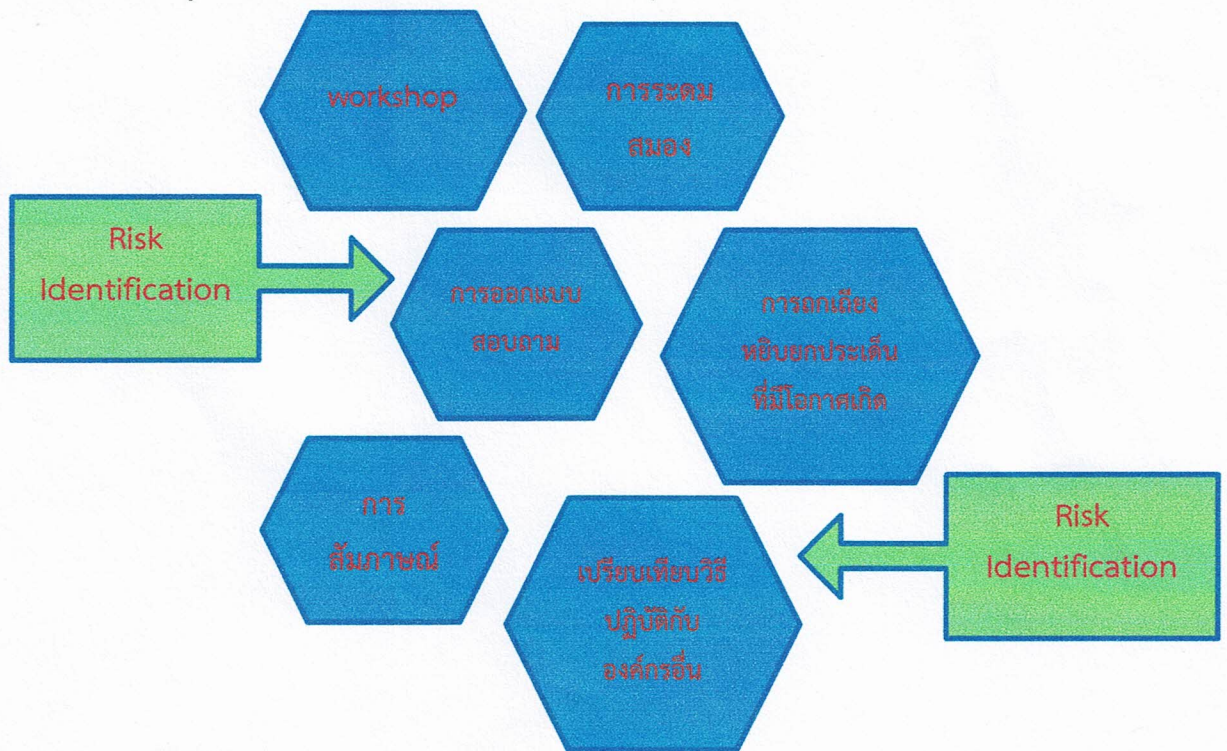 workshop
การระดม
สมอง
Risk
Identification
การออกแบบ
สอบถาม
การถกเถียง
หยิบยกประเด็น
ที่มีโอกาสเกิด
การ
สัมภาษณ์
เปรียบเทียบวิธี
ปฏิบัติกับ
องค์กรอื่น
Risk
Identification